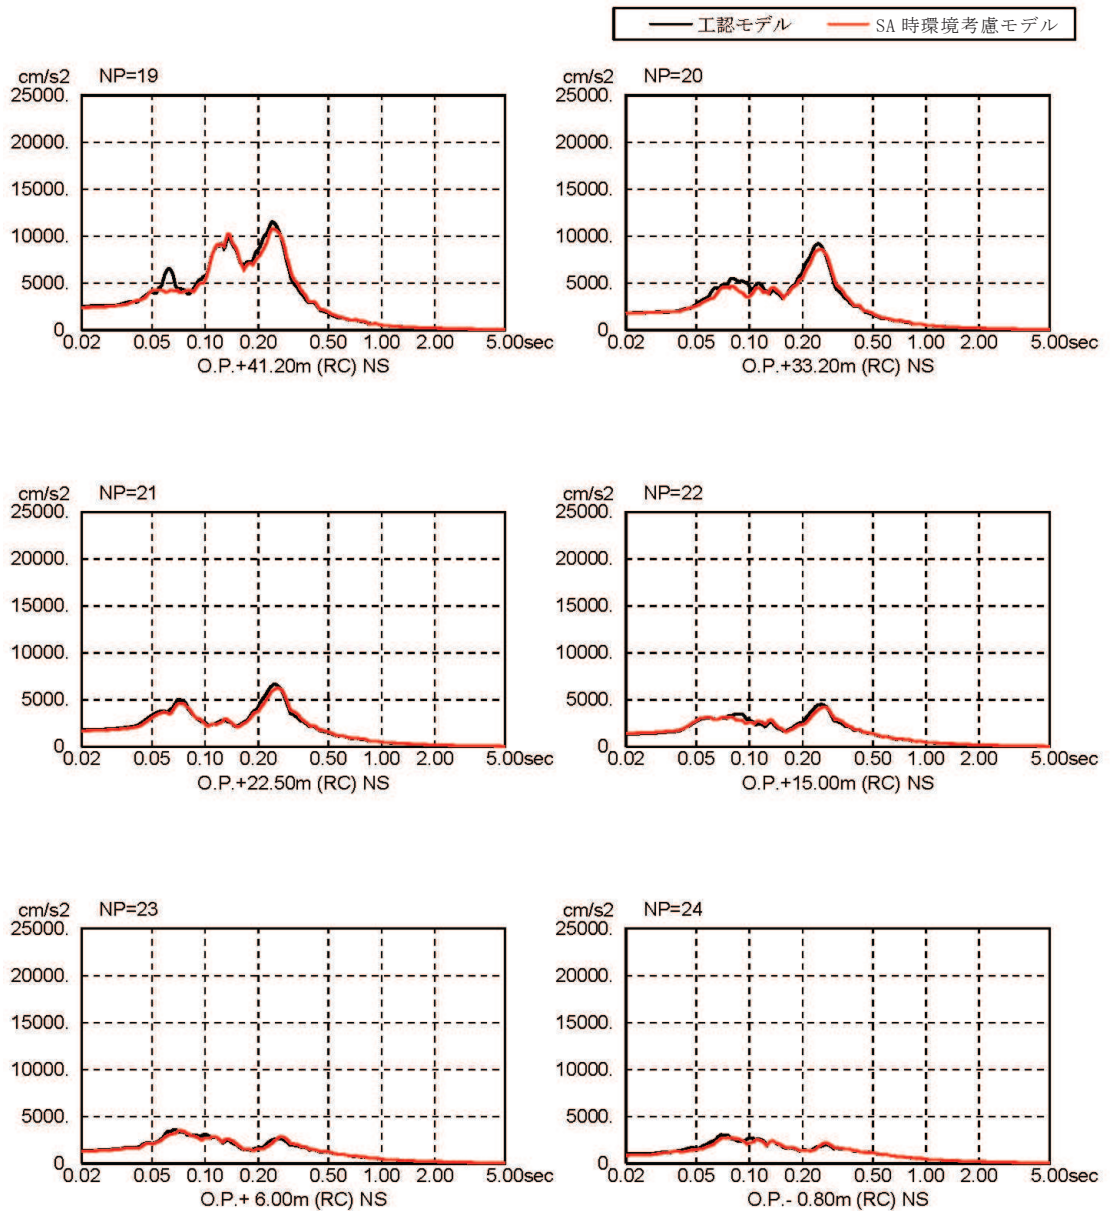 工認モデル SA 時環境考慮モデル
cm/s2 NP=19
25000.
20000.
15000.
10000.
5000.
0.
0.02 0.05 0.10 0.20 0.50 1.00 2.00 5.00sec
O.P.+41.20m (RC) NS
cm/s2 NP=20
25000.
20000.
15000.
10000.
5000.
0.
0.02 0.05 0.10 0.20 0.50 1.00 2.00 5.00sec
O.P.+33.20m (RC) NS
cm/s2 NP=21
25000.
20000.
15000.
10000.
5000.
0.
0.02 0.05 0.10 0.20 0.50 1.00 2.00 5.00sec
O.P.+22.50m (RC) NS
cm/s2 NP=22
25000.
20000.
15000.
10000.
5000.
0.
0.02 0.05 0.10 0.20 0.50 1.00 2.00 5.00sec
O.P.+15.00m (RC) NS
cm/s2 NP=23
25000.
20000.
15000.
10000.
5000.
0.
0.02 0.05 0.10 0.20 0.50 1.00 2.00 5.00sec
O.P.+ 6.00m (RC) NS
cm/s2 NP=24
25000.
20000.
15000.
10000.
5000.
0.
0.02 0.05 0.10 0.20 0.50 1.00 2.00 5.00sec
O.P.- 0.80m (RC) NS